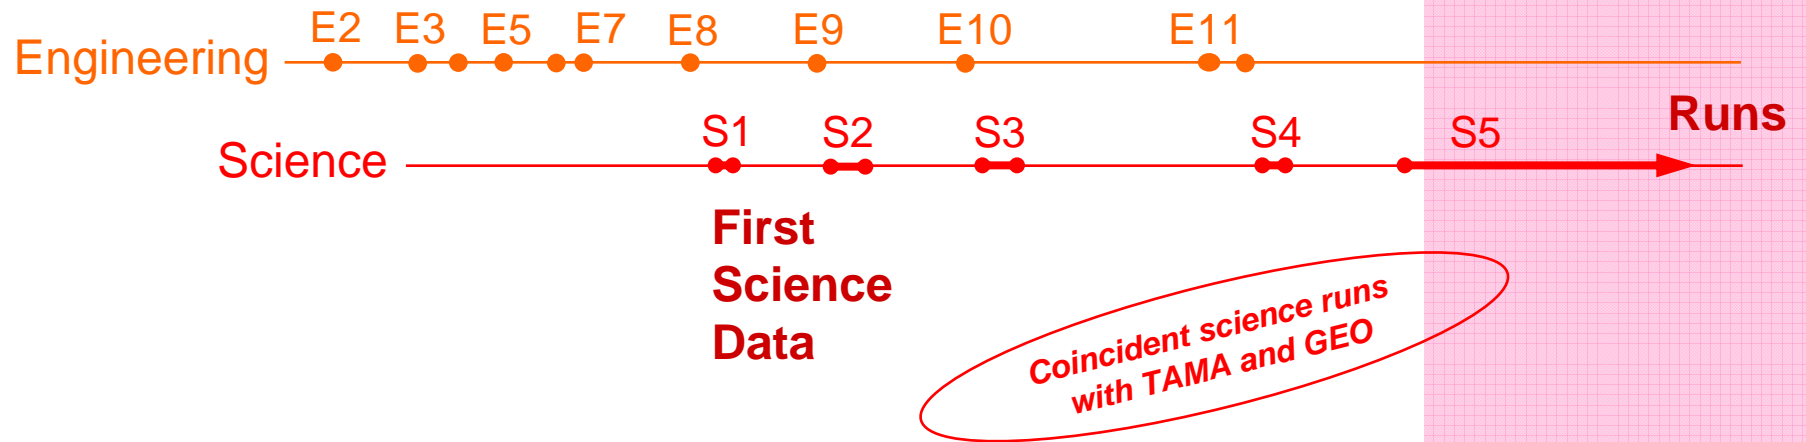 E2 E3 E5 E7 E8 E9 E10 E11
Engineering
Runs
S1 S2 S3 S4 S5
Science
First
Science
Data
Coincident science runs
with TAMA and GEO